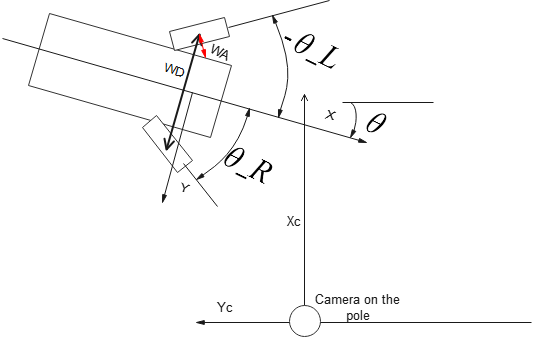 -θ_L
WA
WD
X
θ
θ_R
Y
Xc
Camera on the
pole
Yc